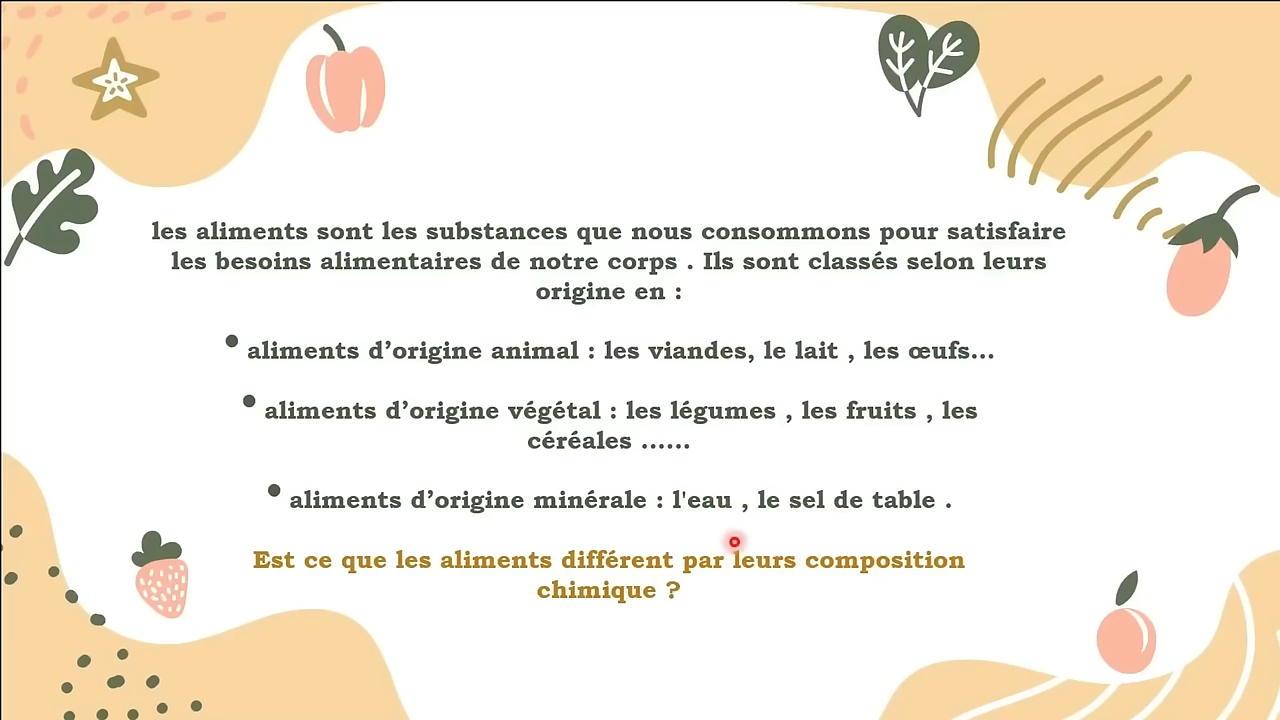 les aliments sont les substances que nous consommons pour satisfaire
les besoins alimentaires de notre corps . Ils sont classés selon leurs
origine en :
• aliments d’origine animal : les viandes, le lait , les œufs...
• aliments d’origine végétal : les légumes , les fruits , les
céréales ......
• aliments d’origine minérale : l'eau , le sel de table .
Est ce que les aliments différent par leurs composition
chimique ?